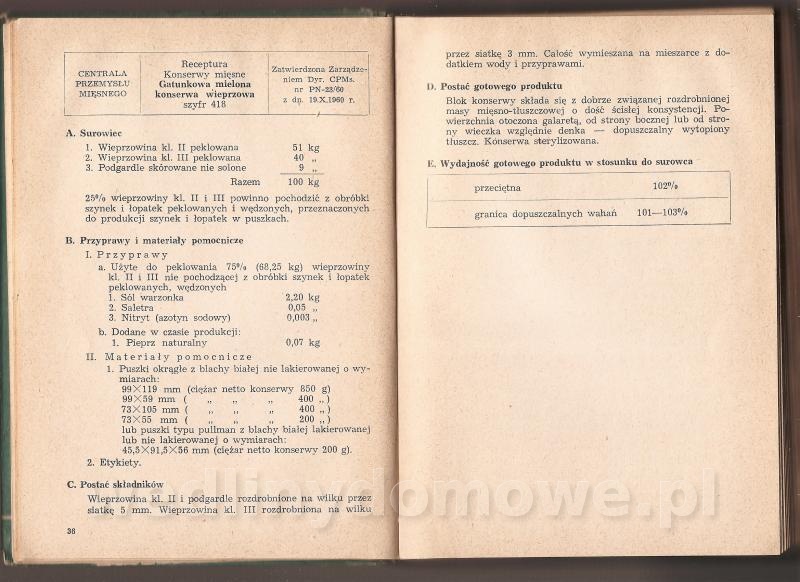 CENTRALA
PRZEMYSŁU
MIĘSNEGO
Receptura
Konserwy mięsne
Gatunkowa mielona
konserwa wieprzowa
szyfr 418
Zatwierdzona Zarządze-
niem Dyr. CPMs.
nr PN-23/60
z dn. 19.X.1960 r.
A. Surowiec
1. Wieprzowina kl. II peklowana 51 kg
2. Wieprzowina kl. III peklowana 40 „
3. Podgardle skórowane nie solone 9 „
Razem 100 kg
25% wieprzowiny kl. II i III powinno pochodzić z obróbki
szynek i łopatek peklowanych i wędzonych, przeznaczonych
do produkcji szynek i łopatek w puszkach.
B. Przyprawy i materiały pomocnicze
I. Przyprawy
a. Użyte do peklowania 75% (68,25 kg) wieprzowiny
kl. II i III nie pochodzącej z obróbki szynek i łopatek
peklowanych, wędzonych
1. Sól warzonka 2,20 kg
2. Saletra 0,05 „
3. Nitryt (azotyn sodowy) 0,003 „
b. Dodane w czasie produkcji:
1. Pieprz naturalny 0,07 kg
II. Materiały pomocnicze
1. Puszki okrągłe z blachy białej nie lakierowanej o wy-
miarach:
99×119 mm (ciężar netto konserwy 850 g)
99×59 mm ( „ „ „ 400 „)
73×105 mm ( „ „ „ 400 „)
73×55 mm ( „ „ „ 200 „)
lub puszki typu pullman z blachy białej lakierowanej
lub nie lakierowanej o wymiarach:
45,5×91,5×56 mm (ciężar netto konserwy 200 g).
2. Etykiety.
C. Postać składników
Wieprzowina kl. II i podgardle rozdrobnione na wilku przez
siatkę 5 mm. Wieprzowina kl. III rozdrobniona na wilku
36
przez siatkę 3 mm. Całość wymieszana na mieszarce z do-
datkiem wody i przyprawami.
D. Postać gotowego produktu
Blok konserwy składa się z dobrze związanej rozdrobnionej
masy mięsno-tłuszczowej o dość ścisłej konsystencji. Po-
wierzchnia otoczona galaretą, od strony bocznej lub od stro-
ny wieczka względnie denka — dopuszczalny wytopiony
tłuszcz. Konserwa sterylizowana.
E. Wydajność gotowego produktu w stosunku do surowca
przeciętna 102%
granica dopuszczalnych wahań 101—103%
wedlinydomowe.pl